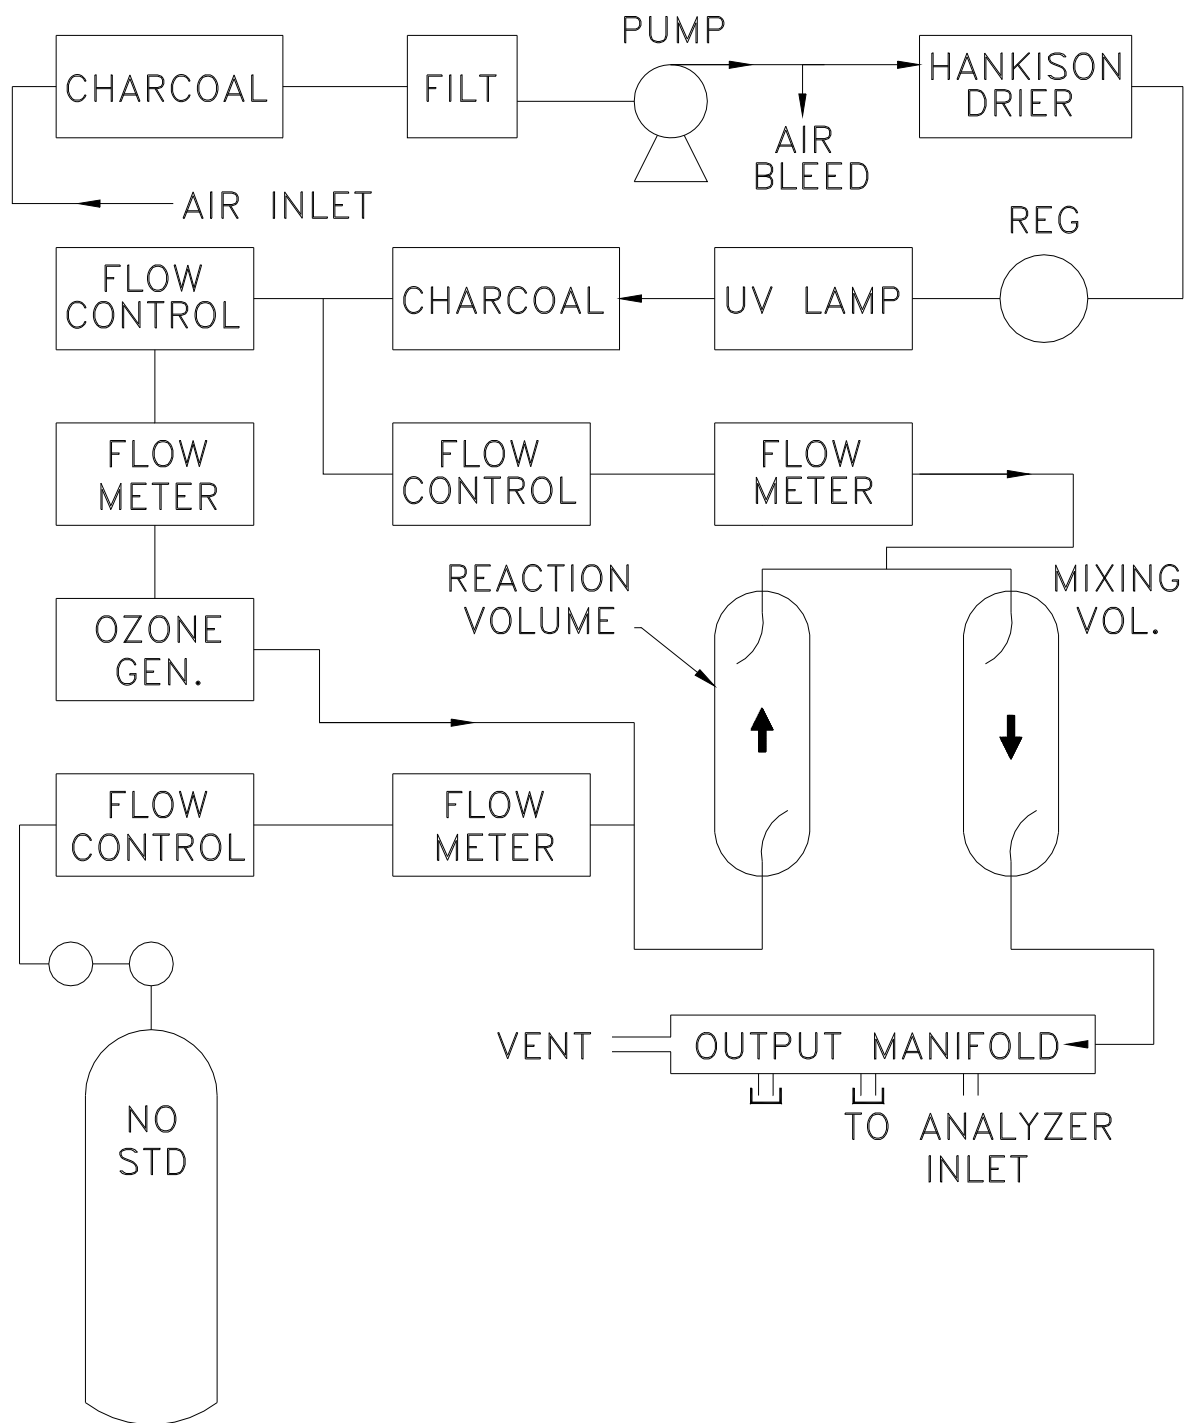 PUMP
CHARCOAL
FILT
HANKISON
DRIER
AIR
BLEED
AIR INLET
REG
FLOW
CONTROL
CHARCOAL
UV LAMP
FLOW
METER
FLOW
CONTROL
FLOW
METER
REACTION
VOLUME
MIXING
VOL.
OZONE
GEN.
FLOW
CONTROL
FLOW
METER
VENT
OUTPUT MANIFOLD
TO ANALYZER
INLET
NO
STD